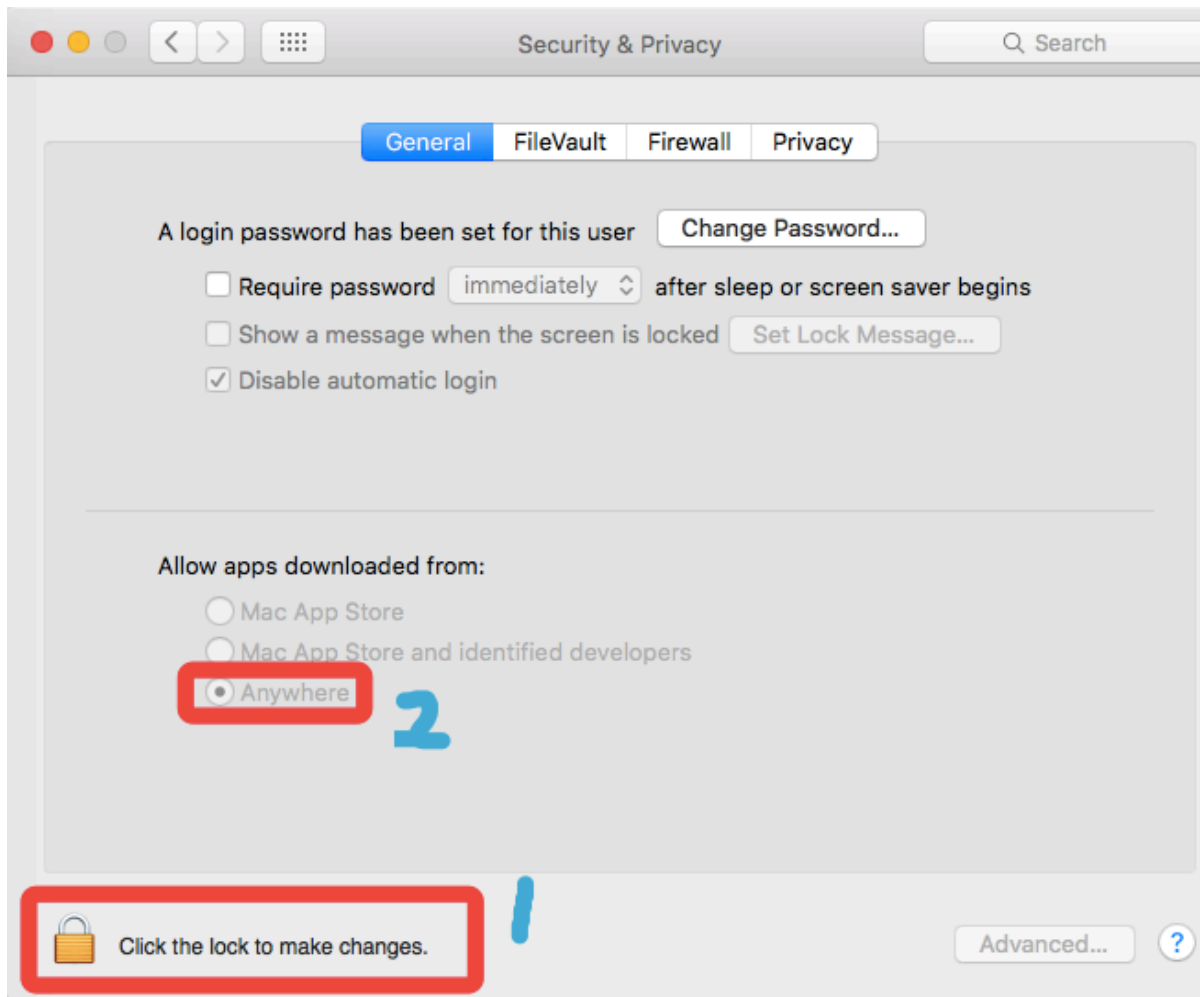 Security & Privacy
Search
General FileVault Firewall Privacy
A login password has been set for this user Change Password...
Require password immediately after sleep or screen saver begins
Show a message when the screen is locked Set Lock Message...
Disable automatic login
Allow apps downloaded from:
Mac App Store
Mac App Store and identified developers
Anywhere
2
1
Click the lock to make changes.
Advanced... ?